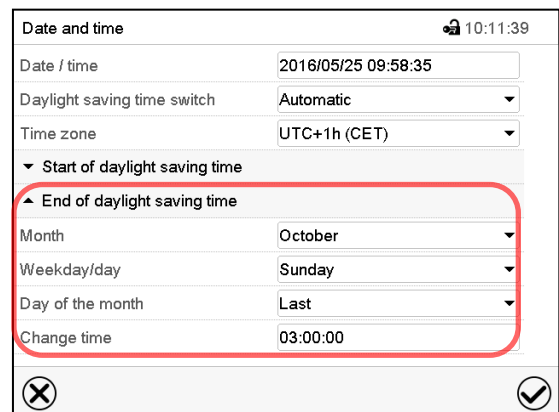 Date and time 10:11:39
Date / time 2016/05/25 09:58:35
Daylight saving time switch Automatic
Time zone UTC+1h (CET)
Start of daylight saving time
End of daylight saving time
Month October
Weekday/day Sunday
Day of the month Last
Change time 03:00:00